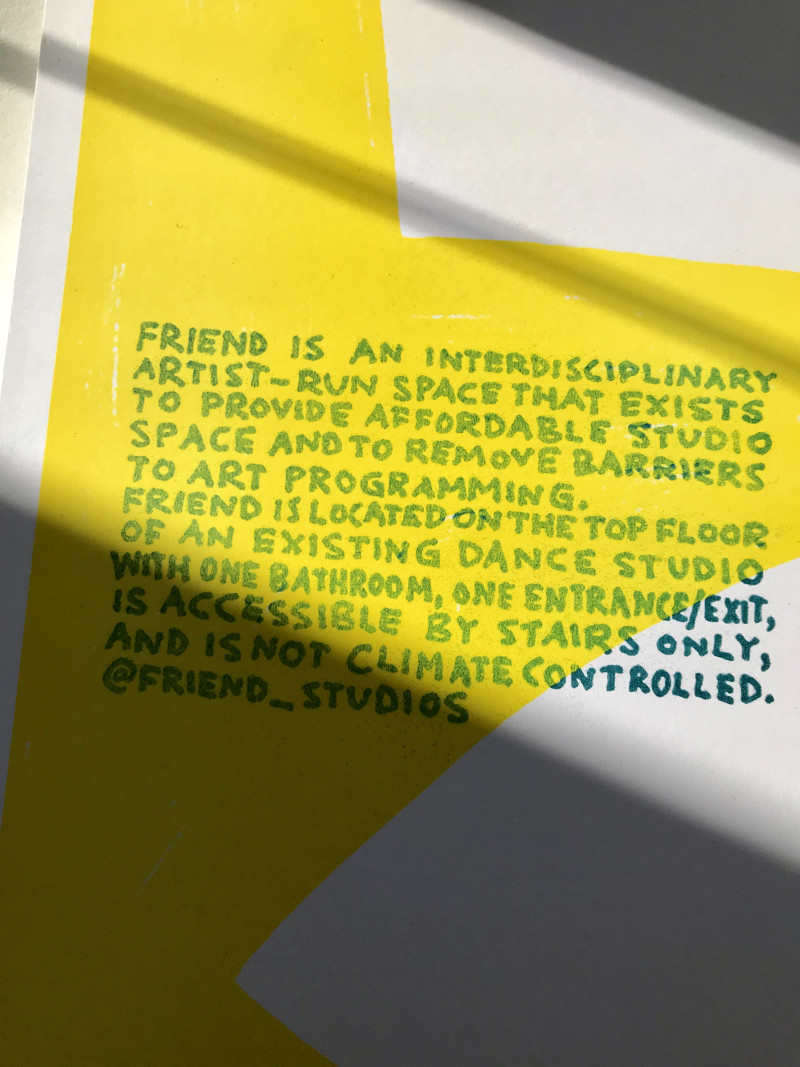 FRIEND IS AN INTERDISCIPLINARY
ARTIST-RUN SPACE THAT EXISTS
TO PROVIDE AFFORDABLE STUDIO
SPACE AND TO REMOVE BARRIERS
TO ART PROGRAMMING.
FRIEND IS LOCATED ON THE TOP FLOOR
OF AN EXISTING DANCE STUDIO
WITH ONE BATHROOM, ONE ENTRANCE/EXIT,
IS ACCESSIBLE BY STAIRS ONLY,
AND IS NOT CLIMATE CONTROLLED.
@FRIEND_STUDIOS